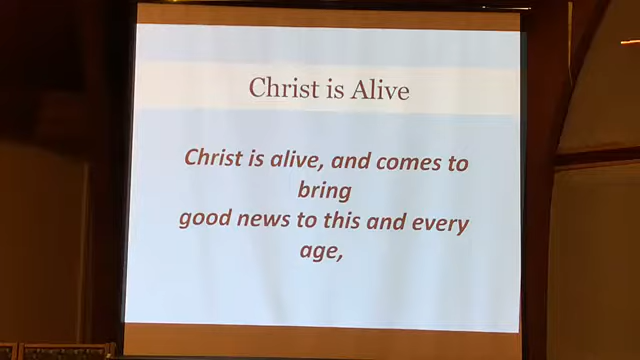 Christ is Alive
Christ is alive, and comes to
bring
good news to this and every
age,